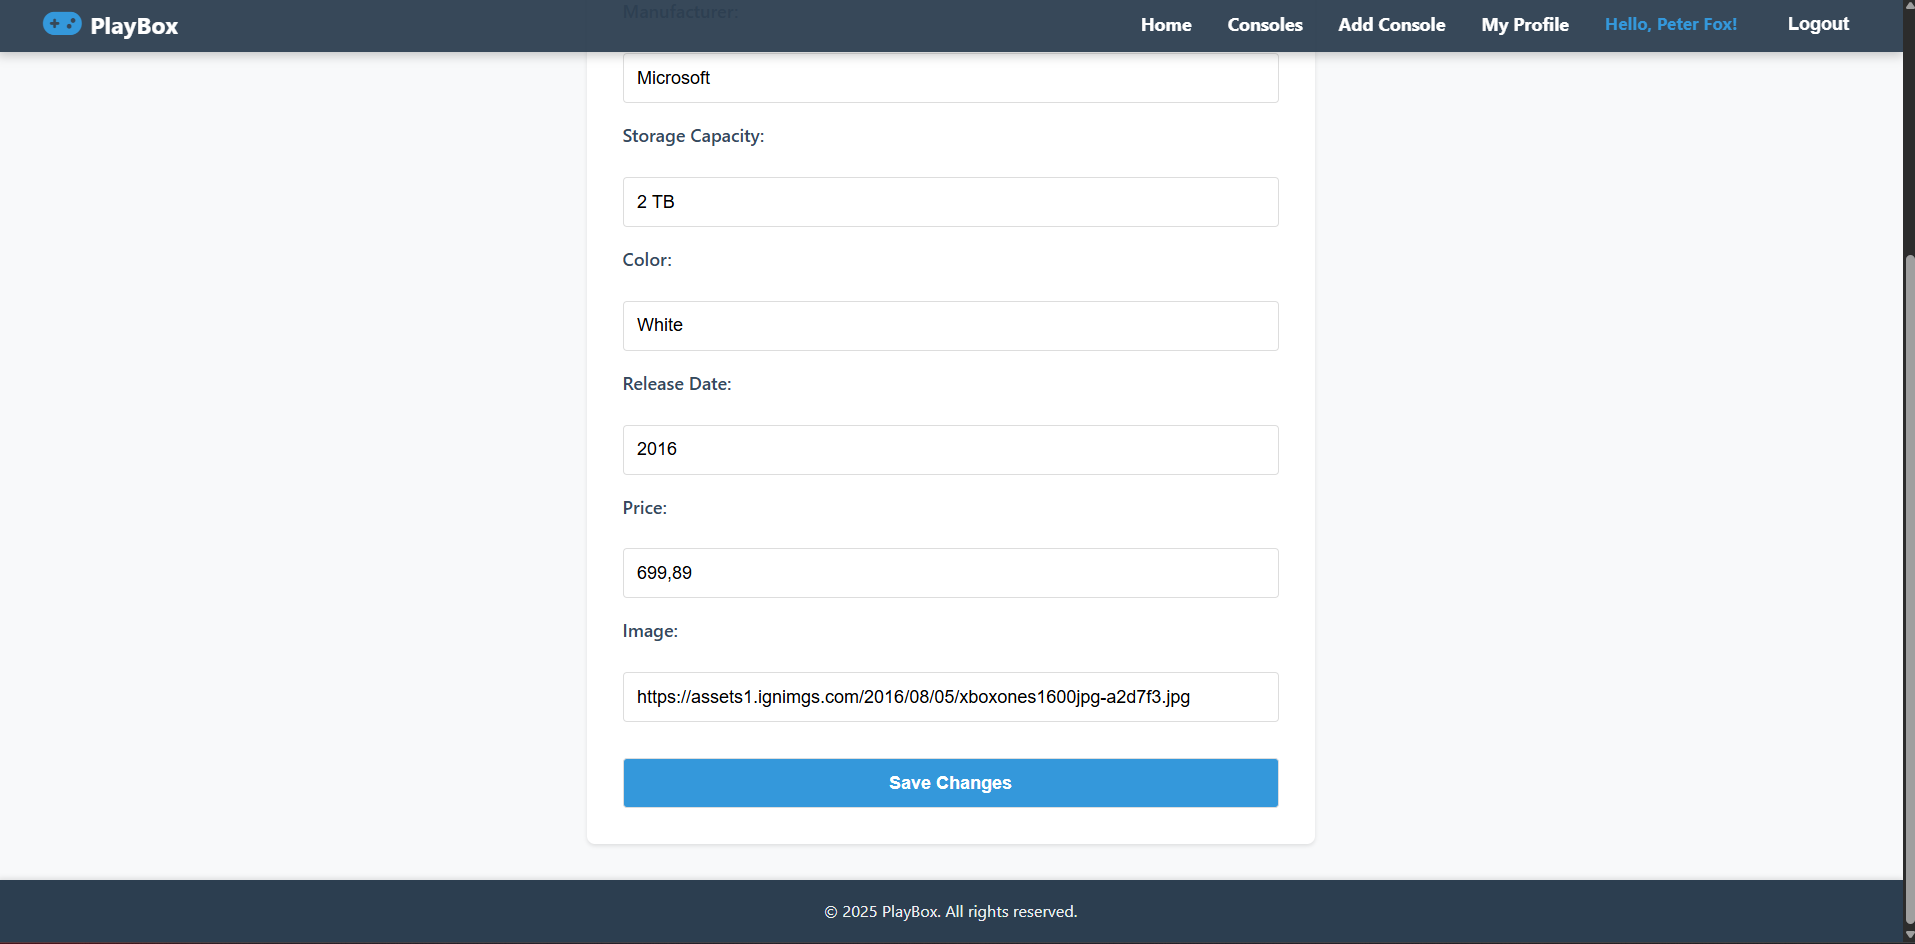 PlayBox
Home Consoles Add Console My Profile Hello, Peter Fox! Logout
Manufacturer:
Microsoft
Storage Capacity:
2 TB
Color:
White
Release Date:
2016
Price:
699,89
Image:
https://assets1.ignimgs.com/2016/08/05/xboxones1600jpg-a2d7f3.jpg
Save Changes
© 2025 PlayBox. All rights reserved.